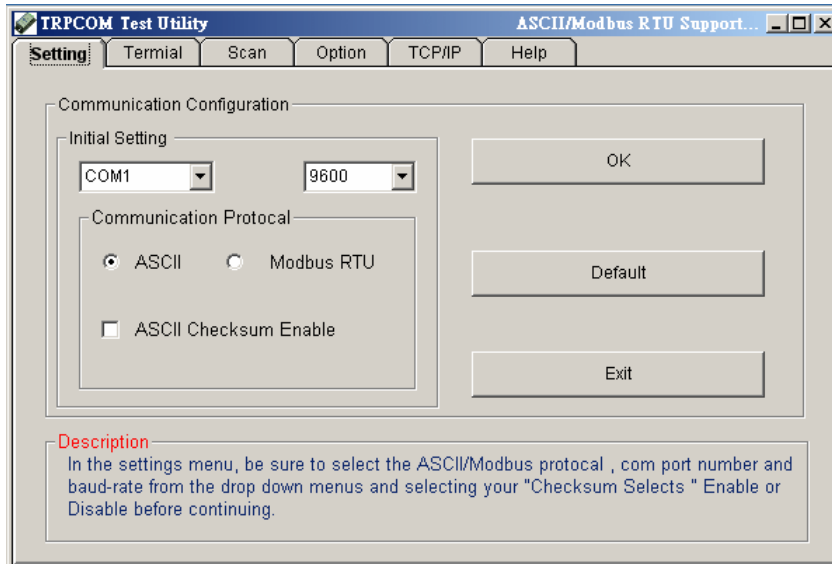 TRPCOM Test Utility ASCII/Modbus RTU Support...
Setting Termial Scan Option TCP/IP Help
Communication Configuration
Initial Setting
COM1 9600
OK
Communication Protocal
ASCII Modbus RTU
Default
ASCII Checksum Enable
Exit
Description
In the settings menu, be sure to select the ASCII/Modbus protocal , com port number and
baud-rate from the drop down menus and selecting your "Checksum Selects " Enable or
Disable before continuing.